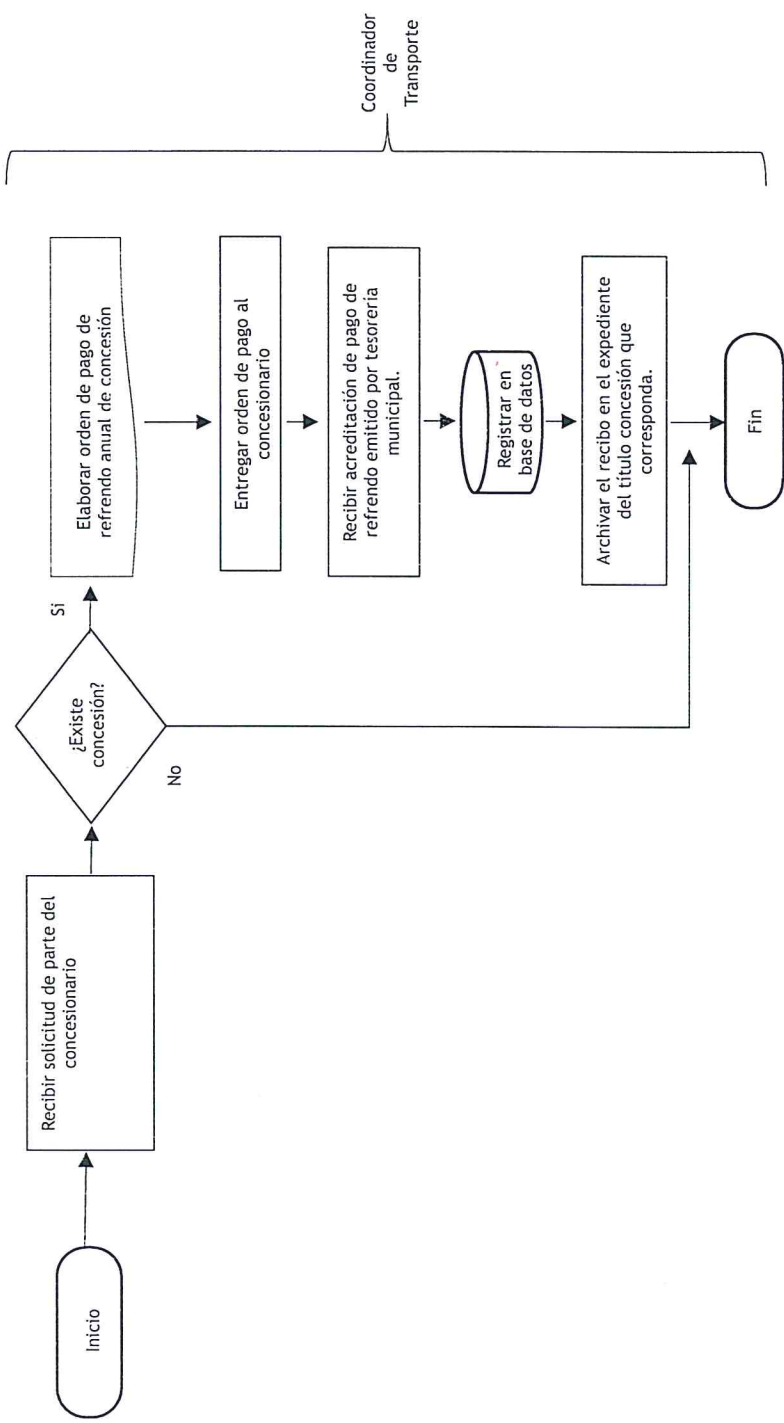 Inicio
Recibir solicitud de parte del
concesionario
¿Existe
concesión?
Si
No
Elaborar orden de pago de
refrendo anual de concesión
Entregar orden de pago al
concesionario
Recibir acreditación de pago de
refrendo emitido por tesoreria
municipal.
Registrar en
base de datos
Archivar el recibo en el expediente
del título concesión que
corresponda.
Fin
Coordinador
de
Transporte